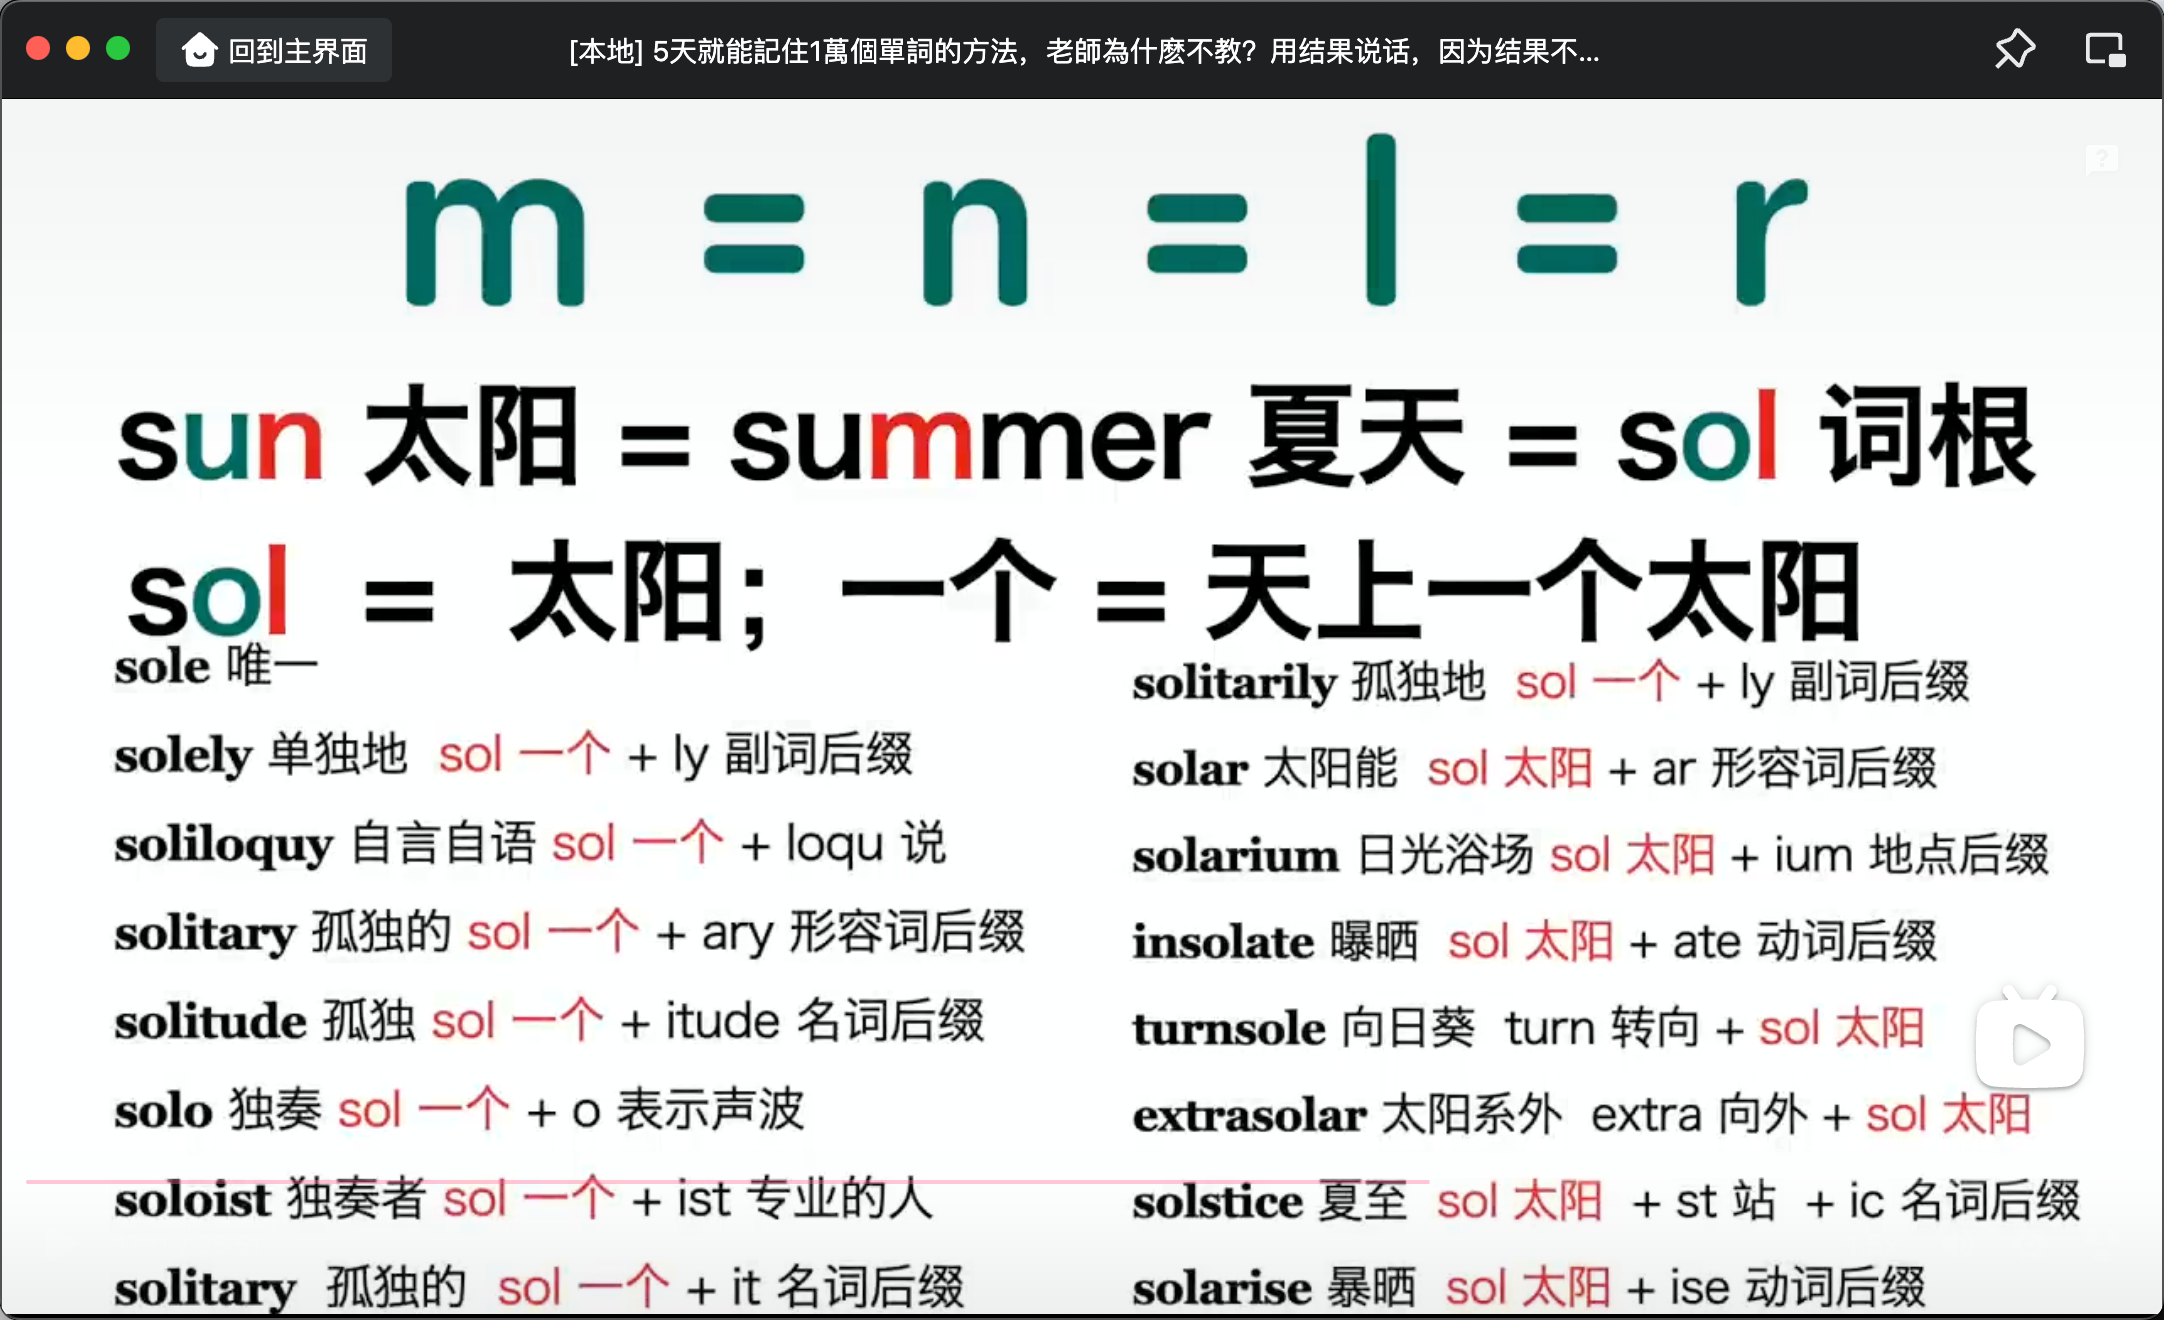 回到主界面
[本地] 5天就能記住1萬個單詞的方法，老師為什麽不教？用结果说话，因为结果不...
m = n = l = r
sun 太阳 = summer 夏天 = sol 词根
sol = 太阳；一个 = 天上一个太阳
sole 唯一
solely 单独地 sol 一个 + ly 副词后缀
soliloquy 自言自语 sol 一个 + loqu 说
solitary 孤独的 sol 一个 + ary 形容词后缀
solitude 孤独 sol 一个 + itude 名词后缀
solo 独奏 sol 一个 + o 表示声波
soloist 独奏者 sol 一个 + ist 专业的人
solitary 孤独的 sol 一个 + it 名词后缀
solitarily 孤独地 sol 一个 + ly 副词后缀
solar 太阳能 sol 太阳 + ar 形容词后缀
solarium 日光浴场 sol 太阳 + ium 地点后缀
insolate 曝晒 sol 太阳 + ate 动词后缀
turnsole 向日葵 turn 转向 + sol 太阳
extrasolar 太阳系外 extra 向外 + sol 太阳
solstice 夏至 sol 太阳 + st 站 + ic 名词后缀
solarise 暴晒 sol 太阳 + ise 动词后缀